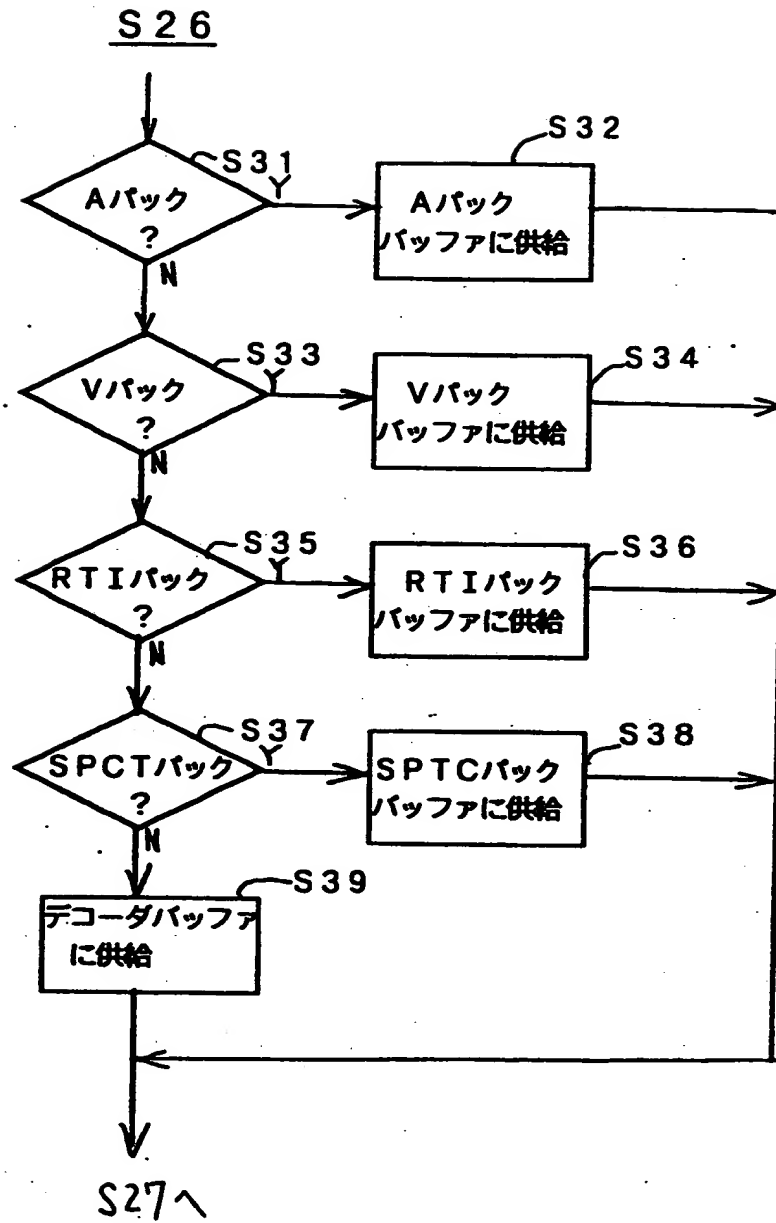 S26
S31
Aパック
?
Y
N
S32
Aパック
バッファに供給
S33
Vパック
?
Y
N
S34
Vパック
バッファに供給
S35
RTIパック
?
Y
N
S36
RTIパック
バッファに供給
S37
SPCTパック
?
Y
N
S38
SPTCパック
バッファに供給
S39
デコーダバッファ
に供給
S27へ